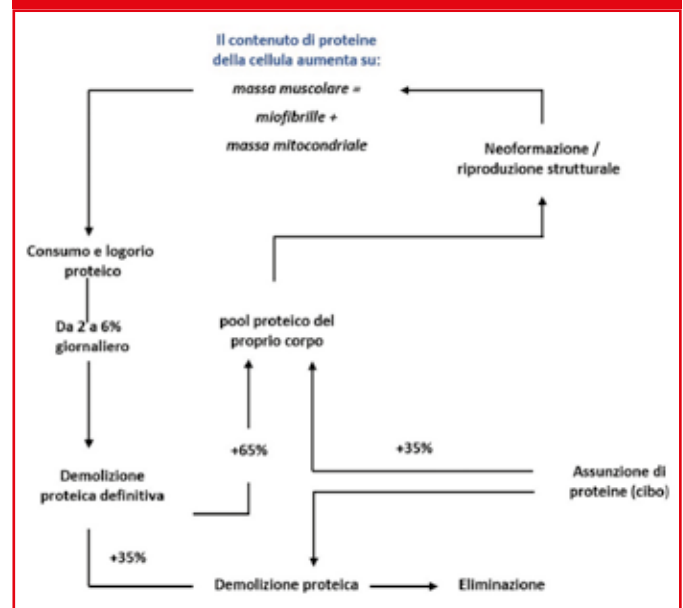 Il contenuto di proteine
della cellula aumenta su:
massa muscolare =
miofibrille +
massa mitocondriale
Neoformazione /
riproduzione strutturale
Consumo e logorio
proteico
Da 2 a 6%
giornaliero
pool proteico del
proprio corpo
+65%
+35%
Demolizione
proteica definitiva
Assunzione di
proteine (cibo)
+35%
Demolizione proteica
Eliminazione